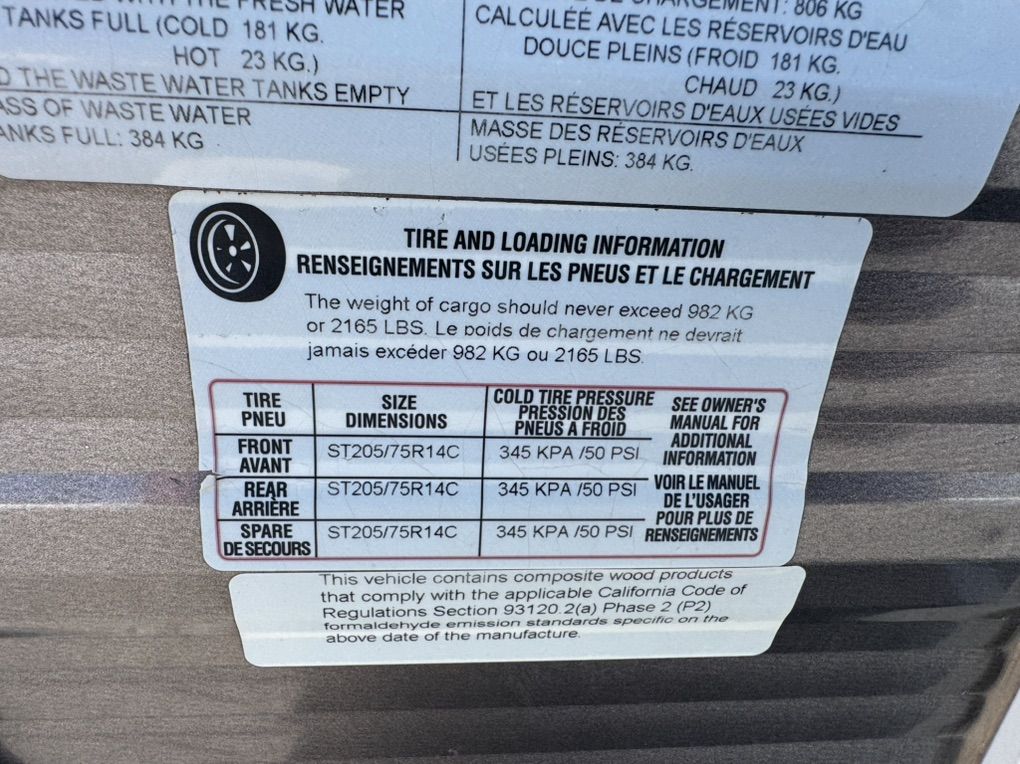 THE FRESH WATER
TANKS FULL (COLD 181 KG.
HOT 23 KG.)
THE WASTE WATER TANKS EMPTY
OF WASTE WATER
FULL: 384 KG
806 KG
CALCULÉE AVEC LES RÉSERVOIRS D'EAU
DOUCE PLEINS (FROID 181 KG.
CHAUD 23 KG.)
ET LES RÉSERVOIRS D'EAUX USÉES VIDES
MASSE DES RÉSERVOIRS D'EAUX
USÉES PLEINS: 384 KG.
TIRE AND LOADING INFORMATION
RENSEIGNEMENTS SUR LES PNEUS ET LE CHARGEMENT
The weight of cargo should never exceed 982 KG
or 2165 LBS. Le poids de chargement ne devrait
jamais excéder 982 KG ou 2165 LBS.
TIRE
PNEU
SIZE
DIMENSIONS
COLD TIRE PRESSURE
PRESSION DES
PNEUS A FROID
SEE OWNER'S
MANUAL FOR
ADDITIONAL
INFORMATION
FRONT
AVANT
ST205/75R14C
345 KPA /50 PSI
REAR
ARRIÈRE
ST205/75R14C
345 KPA /50 PSI
VOIR LE MANUEL
DE L'USAGER
POUR PLUS DE
RENSEIGNEMENTS
SPARE
DE SECOURS
ST205/75R14C
345 KPA /50 PSI
This vehicle contains composite wood products
that comply with the applicable California Code of
Regulations Section 93120.2(a) Phase 2 (P2)
formaldehyde emission standards specific on the
above date of the manufacture.